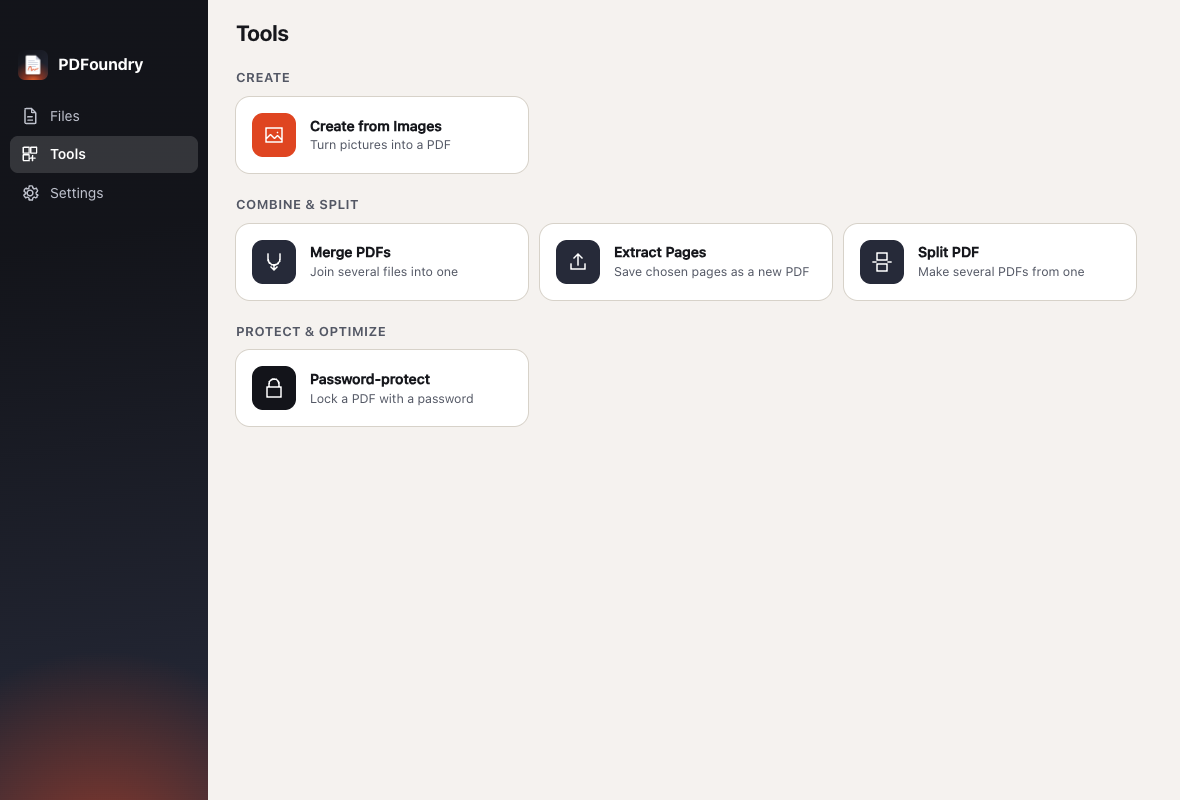 PDFoundry
Files
Tools
Settings
Tools
CREATE
Create from Images
Turn pictures into a PDF
COMBINE & SPLIT
Merge PDFs
Join several files into one
Extract Pages
Save chosen pages as a new PDF
Split PDF
Make several PDFs from one
PROTECT & OPTIMIZE
Password-protect
Lock a PDF with a password